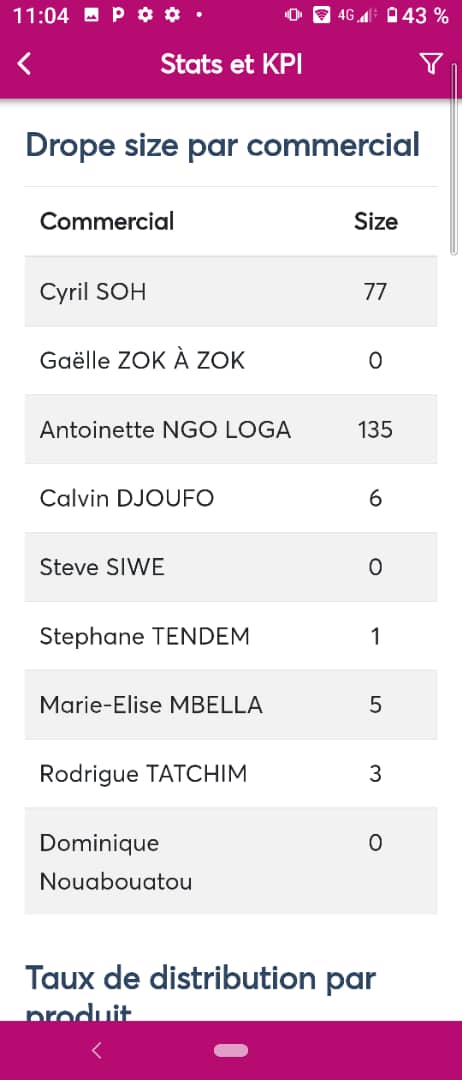 11:04 P 4G 43 %
Stats et KPI
Drope size par commercial
Commercial Size
Cyril SOH 77
Gaëlle ZOK À ZOK 0
Antoinette NGO LOGA 135
Calvin DJOUFO 6
Steve SIWE 0
Stephane TENDEM 1
Marie-Elise MBELLA 5
Rodrigue TATCHIM 3
Dominique 0
Nouabouatou
Taux de distribution par
produit